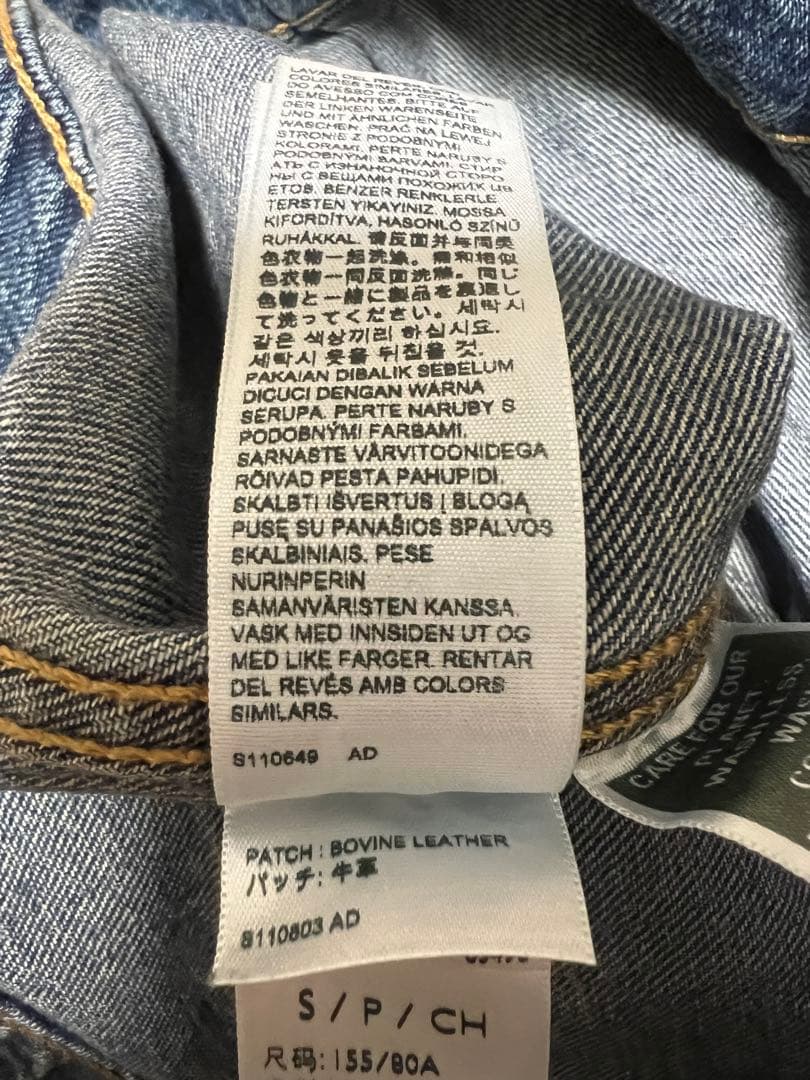 LAVAR DEL REVÉS
COLORES SIMILARES
DO AVESSO COM CORES
SEMELHANTES. BITTE AUF
DER LINKEN WARENSEITE
UND MIT ÄHNLICHEN FARBEN
WASCHEN. PRAĆ NA LEWEJ
STRONIE Z PODOBNYMI
KOLORAMI. PERTE NARUBY S
PODOBNÝMI BARVAMI. СТИР
АТЬ С ИЗНАНОЧНОЙ СТОРО
НЫ С ВЕЩАМИ ПОХОЖИХ ЦВ
ЕТОВ. BENZER RENKLERLE
TERSTEN YIKAYINIZ. MOSSA
KIFORDÍTVA, HASONLÓ SZÍNŰ
RUHÁKKAL. 请反面并与同类
色衣物一起洗涤。需和相似
色衣物一同反面洗滌。同じ
色物と一緒に製品を裏返し
て洗ってください。세탁시
같은 색상끼리 하십시요.
세탁시 옷을 뒤집을 것.
PAKAIAN DIBALIK SEBELUM
DICUCI DENGAN WARNA
SERUPA. PERTE NARUBY S
PODOBNÝMI FARBAMI.
SARNASTE VÄRVITOONIDEGA
RÕIVAD PESTA PAHUPIDI.
SKALBTI IŠVERTUS Į BLOGĄ
PUSĘ SU PANAŠIOS SPALVOS
SKALBINIAIS. PESE
NURINPERIN
SAMANVÄRISTEN KANSSA.
VASK MED INNSIDEN UT OG
MED LIKE FARGER. RENTAR
DEL REVÉS AMB COLORS
SIMILARS.
S110649 AD
PATCH : BOVINE LEATHER
パッチ: 牛革
S110803 AD
S / P / CH
尺码:155/80A
CARE FOR OUR
PLANET
WASH LESS
WA